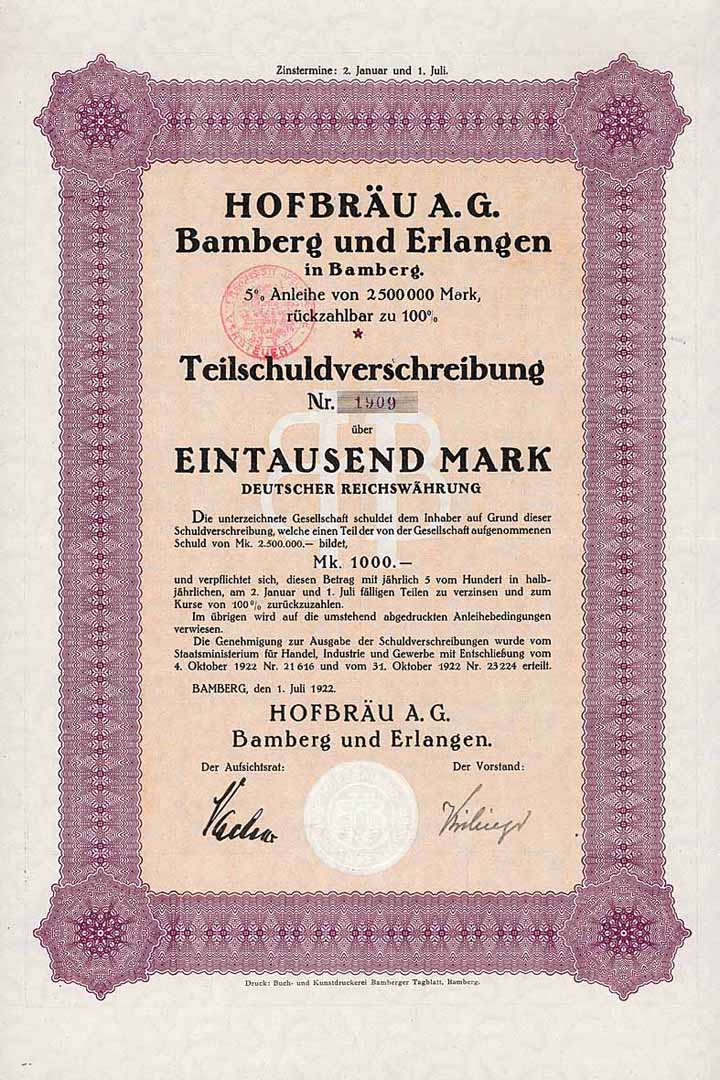 Zinstermine: 2. Januar und 1. Juli.
HOFBRÄU A.G.
Bamberg und Erlangen
in Bamberg.
5% Anleihe von 2500000 Mark,
rückzahlbar zu 100%
Teilschuldverschreibung
Nr. 1909
über
EINTAUSEND MARK
DEUTSCHER REICHSWÄHRUNG
Die unterzeichnete Gesellschaft schuldet dem Inhaber auf Grund dieser
Schuldverschreibung, welche einen Teil der von der Gesellschaft aufgenommenen
Schuld von Mk. 2.500.000.— bildet,
Mk. 1000.—
und verpflichtet sich, diesen Betrag mit jährlich 5 vom Hundert in halb-
jährlichen, am 2. Januar und 1. Juli fälligen Teilen zu verzinsen und zum
Kurse von 100% zurückzuzahlen.
Im übrigen wird auf die umstehend abgedruckten Anleihebedingungen
verwiesen.
Die Genehmigung zur Ausgabe der Schuldverschreibungen wurde vom
Staatsministerium für Handel, Industrie und Gewerbe mit Entschließung vom
4. Oktober 1922 Nr. 21616 und vom 31. Oktober 1922 Nr. 23224 erteilt.
BAMBERG, den 1. Juli 1922.
HOFBRÄU A.G.
Bamberg und Erlangen.
Der Aufsichtsrat:
Der Vorstand:
Druck: Buch- und Kunstdruckerei Bamberger Tagblatt, Bamberg.